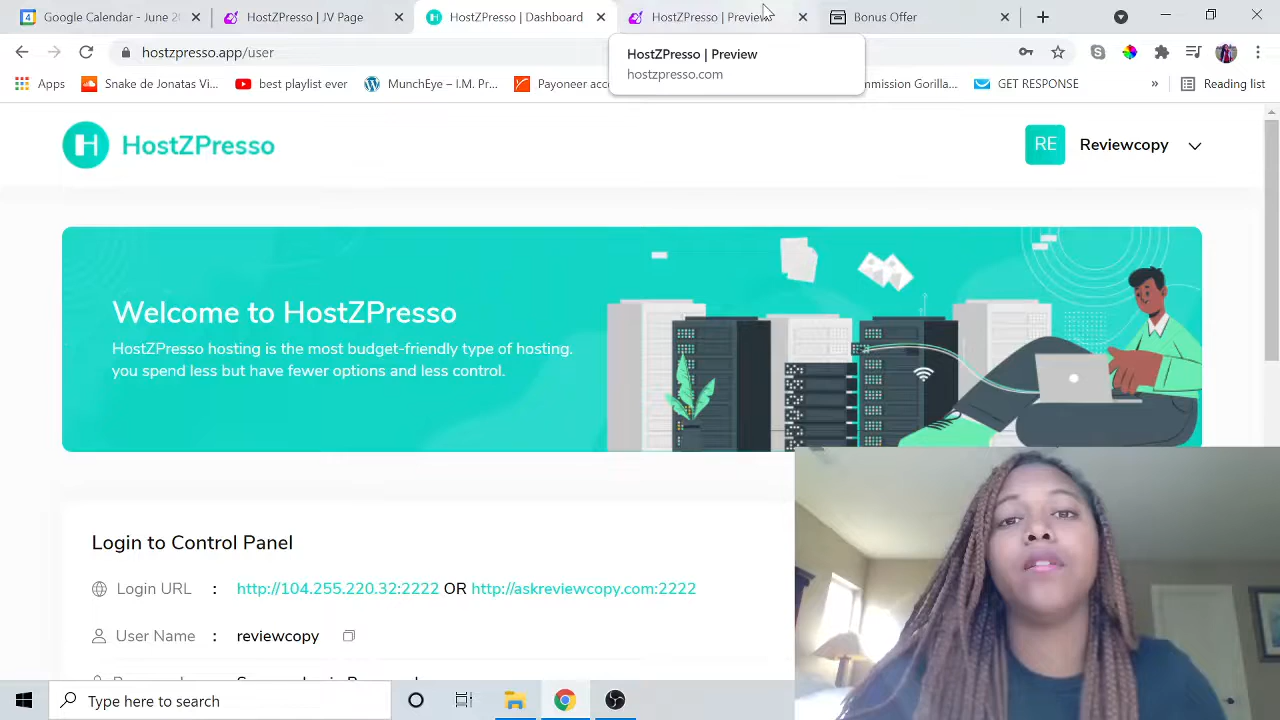 Google Calendar - June 20
HostZPresso | JV Page
HostZPresso | Dashboard
HostZPresso | Preview
Bonus Offer
hostzpresso.app/user
HostZPresso | Preview
hostzpresso.com
Apps
Snake de Jonatas Vi...
best playlist ever
MunchEye – I.M. Pr...
Payoneer acc
mmission Gorilla...
GET RESPONSE
»
Reading list
H HostZPresso
RE Reviewcopy
Welcome to HostZPresso
HostZPresso hosting is the most budget-friendly type of hosting.
you spend less but have fewer options and less control.
Login to Control Panel
Login URL : http://104.255.220.32:2222 OR http://askreviewcopy.com:2222
User Name : reviewcopy
Type here to search